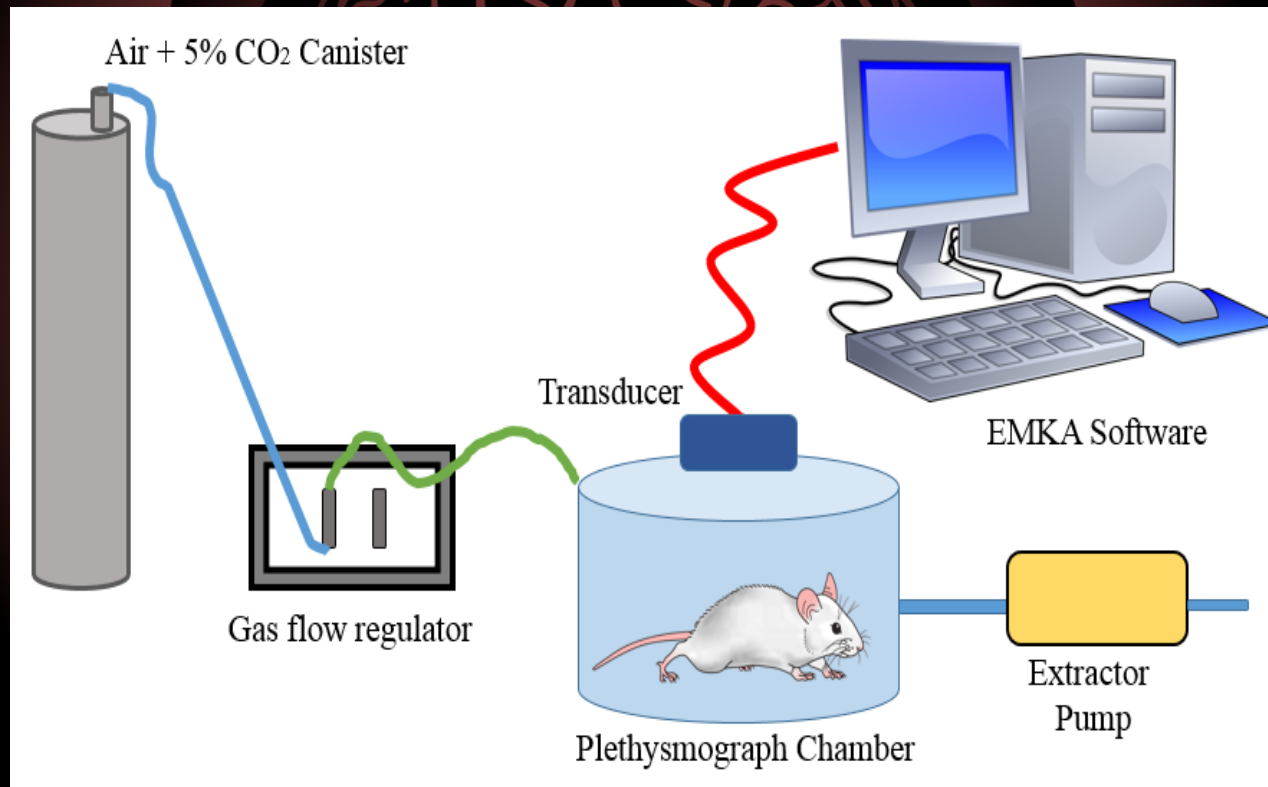 Air + 5% CO₂ Canister
Transducer
EMKA Software
Gas flow regulator
Extractor
Pump
Plethysmograph Chamber